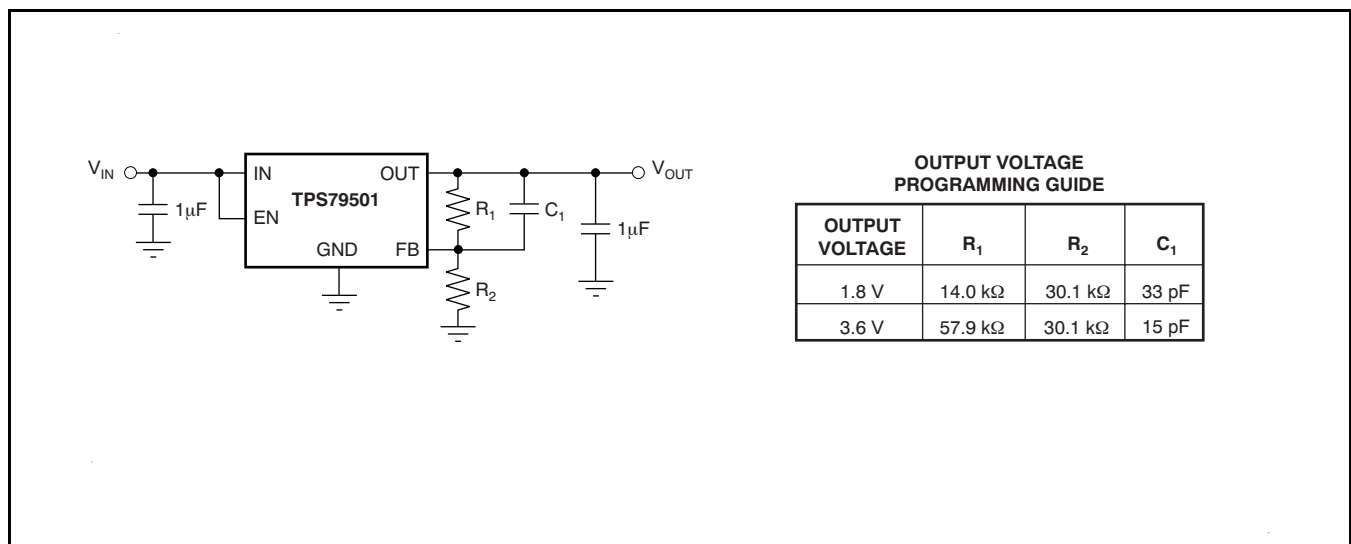 V_IN
1μF
IN
EN
TPS79501
GND
OUT
FB
R_1
R_2
C_1
1μF
V_OUT
OUTPUT VOLTAGE
PROGRAMMING GUIDE
OUTPUT
VOLTAGE R_1 R_2 C_1
1.8 V 14.0 kΩ 30.1 kΩ 33 pF
3.6 V 57.9 kΩ 30.1 kΩ 15 pF